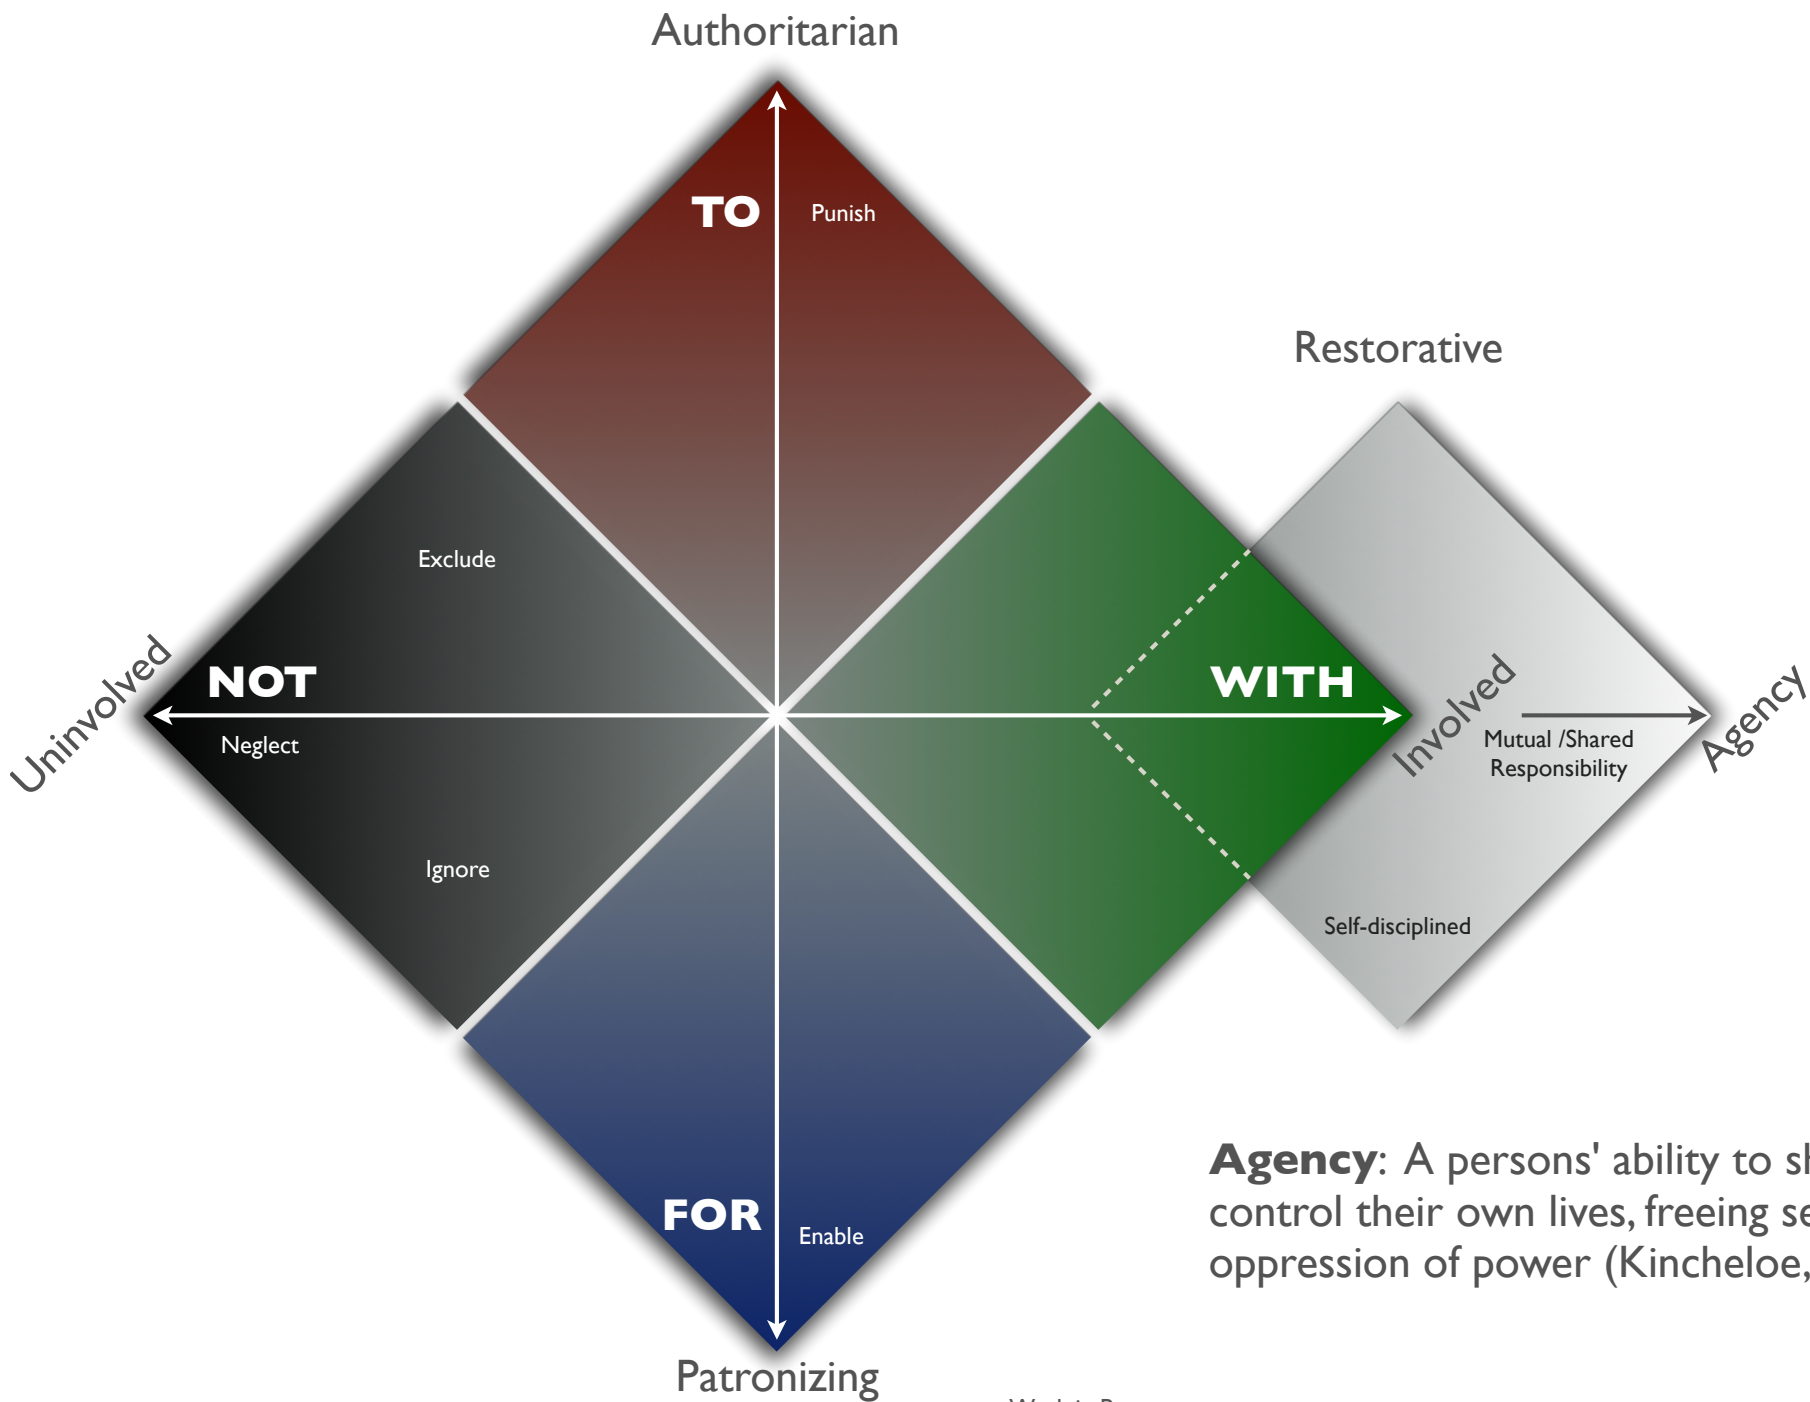 Authoritarian
TO
Punish
Restorative
Exclude
Uninvolved
NOT
WITH
Involved
Agency
Neglect
Mutual /Shared
Responsibility
Ignore
Self-disciplined
Agency: A persons' ability to
control their own lives, freeing
oppression of power (Kincheloe,
FOR
Enable
Patronizing